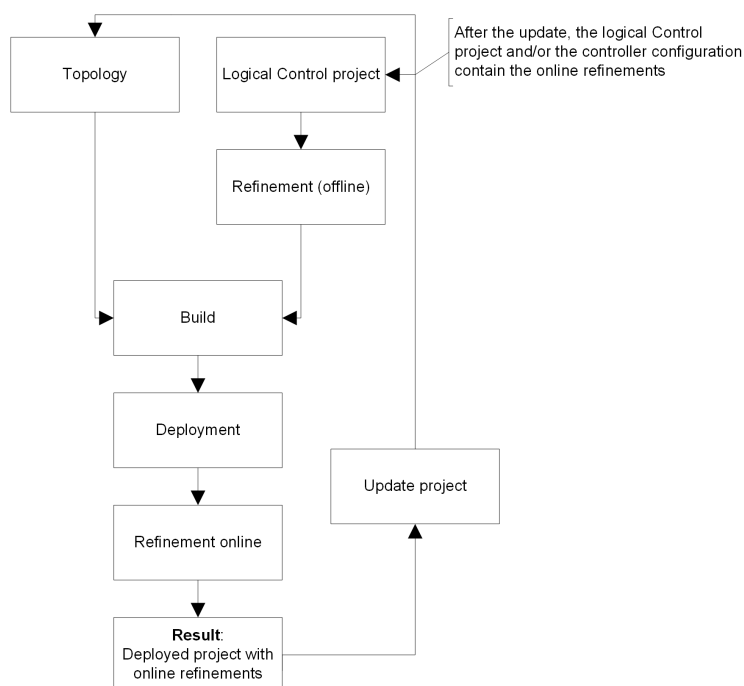 After the update, the logical Control
project and/or the controller configuration
contain the online refinements
Topology
Logical Control project
Refinement (offline)
Build
Deployment
Update project
Refinement online
Result:
Deployed project with
online refinements